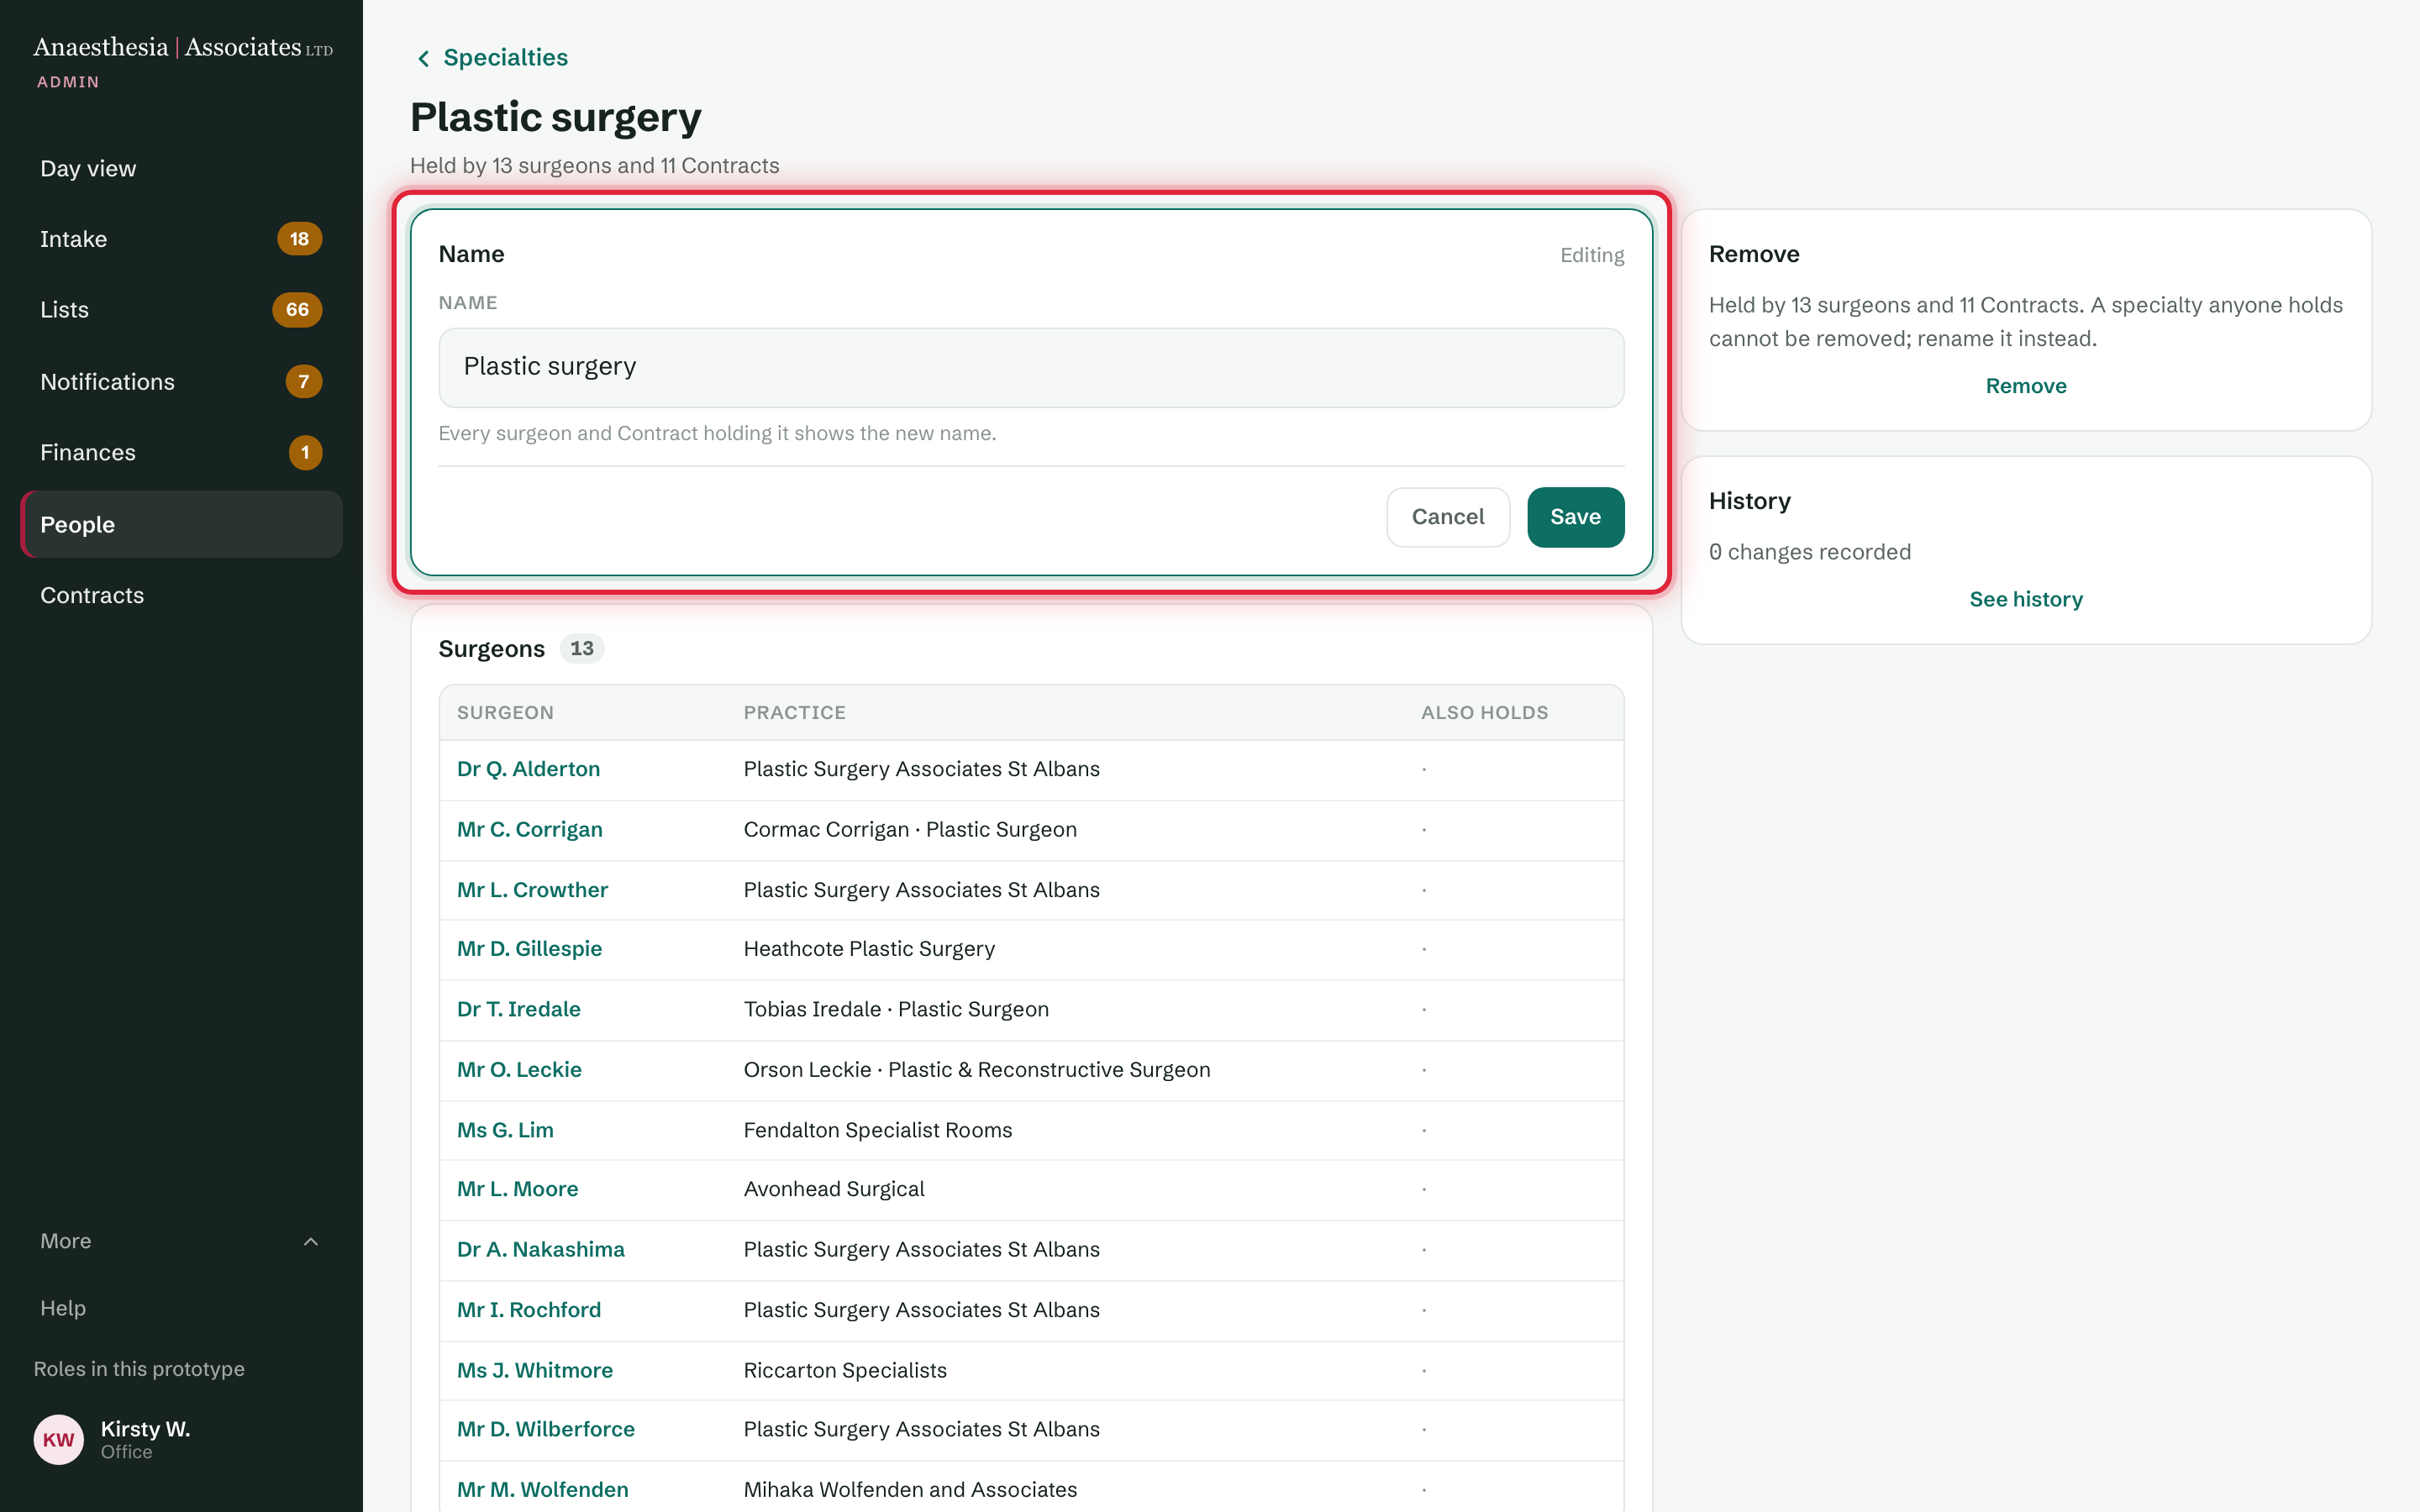 Anaesthesia | Associates LTD
ADMIN
Day view
Intake 18
Lists 66
Notifications 7
Finances 1
People
Contracts
More
Help
Roles in this prototype
KW
Kirsty W.
Office
Specialties
Plastic surgery
Held by 13 surgeons and 11 Contracts
Name Editing
NAME
Plastic surgery
Every surgeon and Contract holding it shows the new name.
Cancel Save
Remove
Held by 13 surgeons and 11 Contracts. A specialty anyone holds
cannot be removed; rename it instead.
Remove
History
0 changes recorded
See history
Surgeons 13
SURGEON PRACTICE ALSO HOLDS
Dr Q. Alderton Plastic Surgery Associates St Albans ·
Mr C. Corrigan Cormac Corrigan · Plastic Surgeon ·
Mr L. Crowther Plastic Surgery Associates St Albans ·
Mr D. Gillespie Heathcote Plastic Surgery ·
Dr T. Iredale Tobias Iredale · Plastic Surgeon ·
Mr O. Leckie Orson Leckie · Plastic & Reconstructive Surgeon ·
Ms G. Lim Fendalton Specialist Rooms ·
Mr L. Moore Avonhead Surgical ·
Dr A. Nakashima Plastic Surgery Associates St Albans ·
Mr I. Rochford Plastic Surgery Associates St Albans ·
Ms J. Whitmore Riccarton Specialists ·
Mr D. Wilberforce Plastic Surgery Associates St Albans ·
Mr M. Wolfenden Mihaka Wolfenden and Associates ·